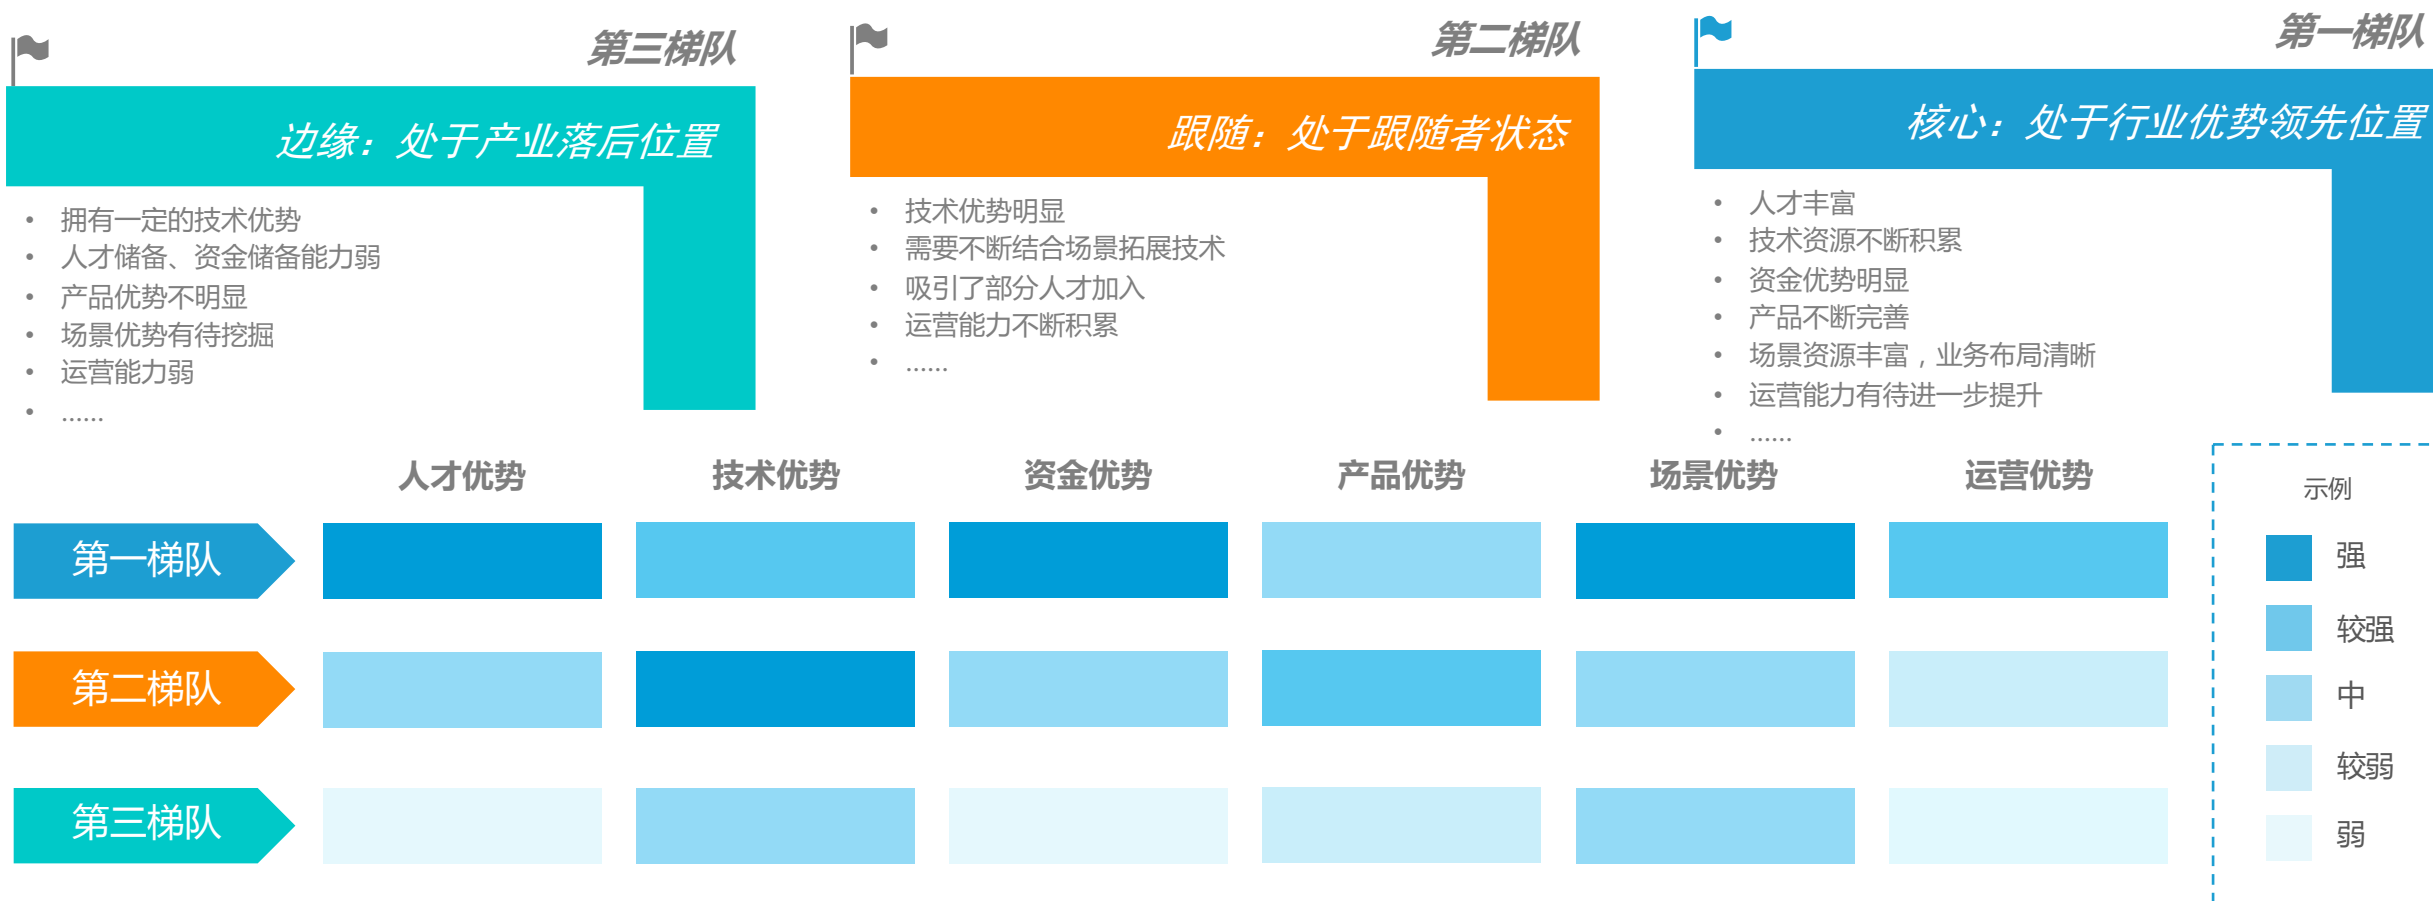 第三梯队
边缘：处于产业落后位置
• 拥有一定的技术优势
• 人才储备、资金储备能力弱
• 产品优势不明显
• 场景优势有待挖掘
• 运营能力弱
• ……
第二梯队
跟随：处于跟随者状态
• 技术优势明显
• 需要不断结合场景拓展技术
• 吸引了部分人才加入
• 运营能力不断积累
• ……
第一梯队
核心：处于行业优势领先位置
• 人才丰富
• 技术资源不断积累
• 资金优势明显
• 产品不断完善
• 场景资源丰富，业务布局清晰
• 运营能力有待进一步提升
• ……
人才优势 技术优势 资金优势 产品优势 场景优势 运营优势
第一梯队
第二梯队
第三梯队
示例
强
较强
中
较弱
弱